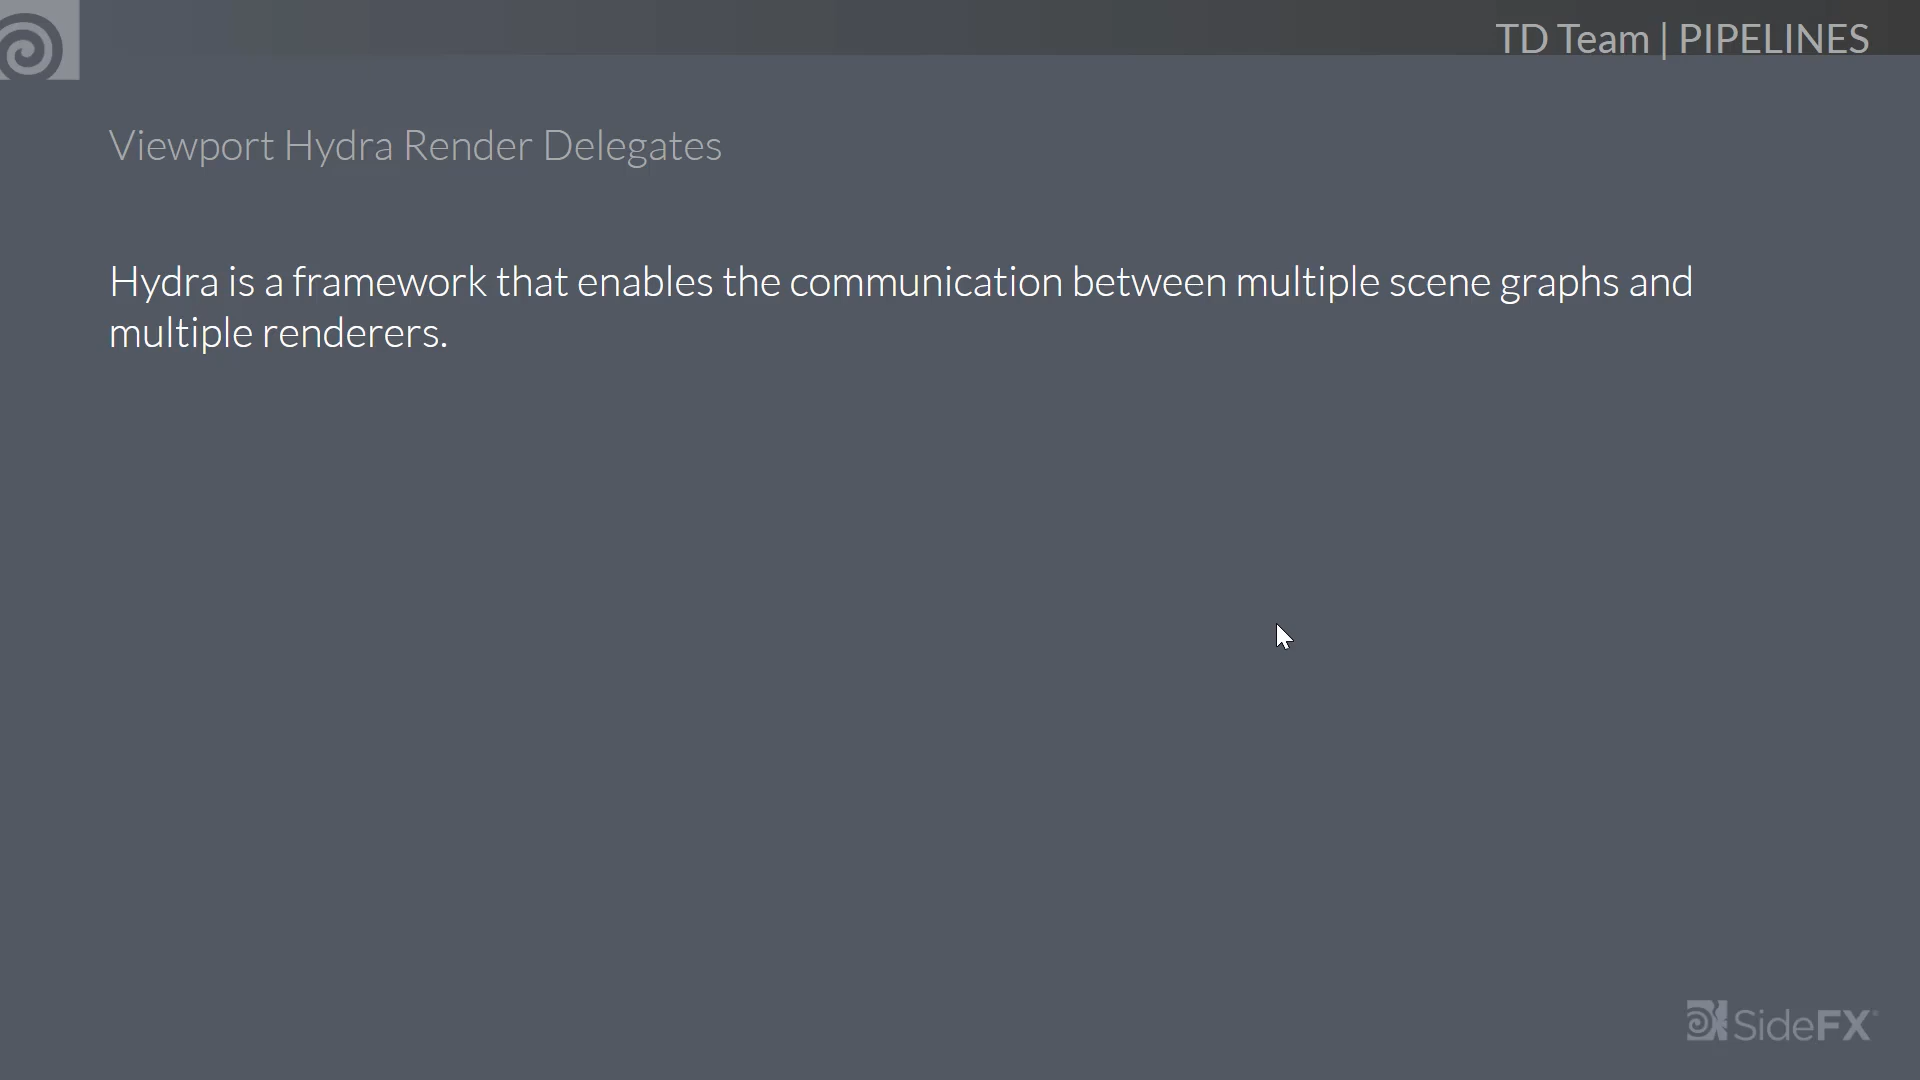 TD Team | PIPELINES
Viewport Hydra Render Delegates
Hydra is a framework that enables the communication between multiple scene graphs and
multiple renderers.
SideFX